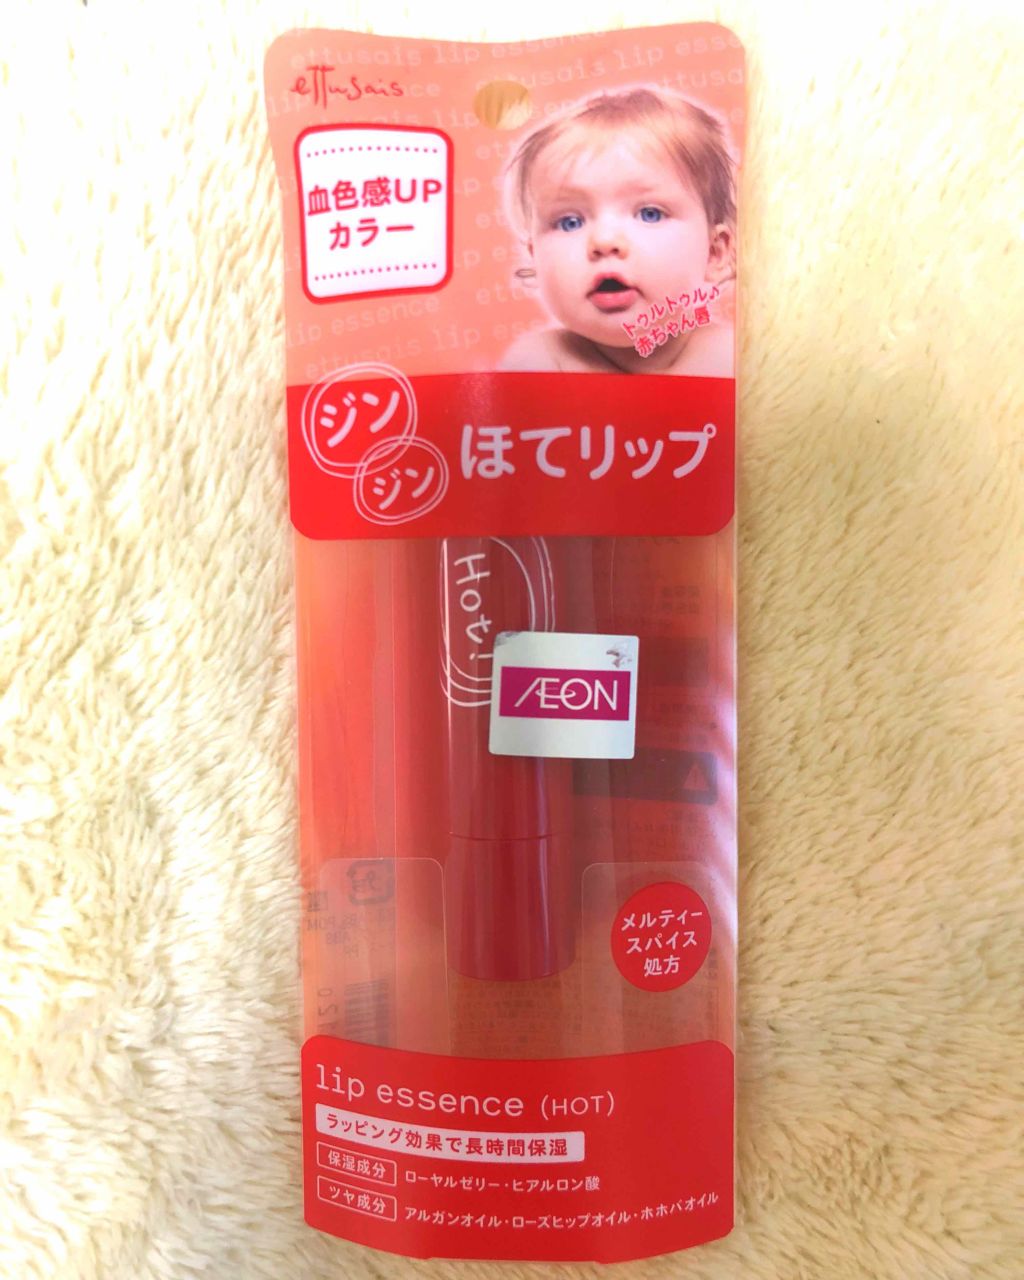 ettusais lip essence
ettusais
血色感UP
カラー
トゥルトゥル♪
赤ちゃん唇
ジン
ジン
ほてリップ
Hot!
ÆON
メルティー
スパイス
処方
lip essence (HOT)
ラッピング効果で長時間保湿
保湿成分 ローヤルゼリー・ヒアルロン酸
ツヤ成分 アルガンオイル・ローズヒップオイル・ホホバオイル